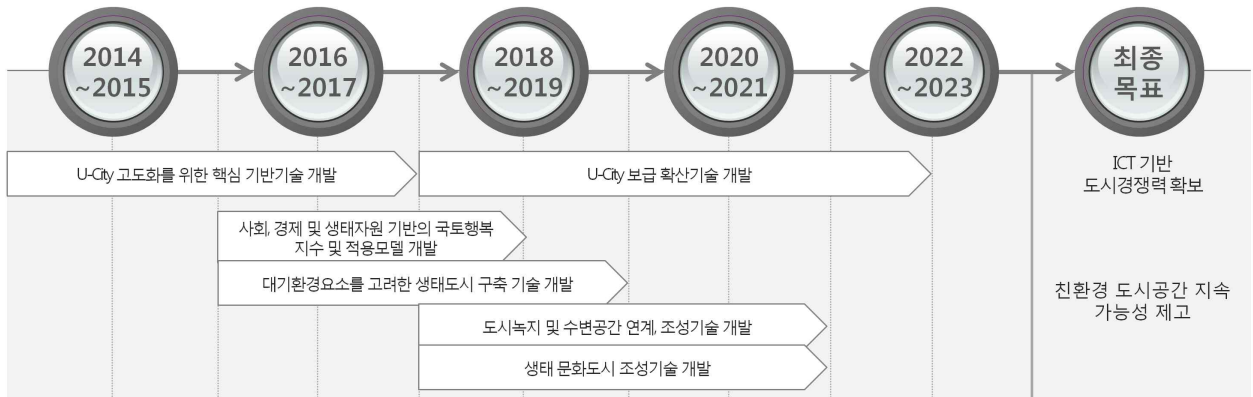 2014
~2015
2016
~2017
2018
~2019
2020
~2021
2022
~2023
최종
목표
U-City 고도화를 위한 핵심 기반기술 개발
U-City 보급 확산기술 개발
ICT 기반
도시경쟁력 확보
사회, 경제 및 생태자원 기반의 국토행복
지수 및 적용모델 개발
대기환경요소를 고려한 생태도시 구축 기술 개발
친환경 도시공간 지속
가능성 제고
도시녹지 및 수변공간 연계, 조성기술 개발
생태 문화도시 조성기술 개발